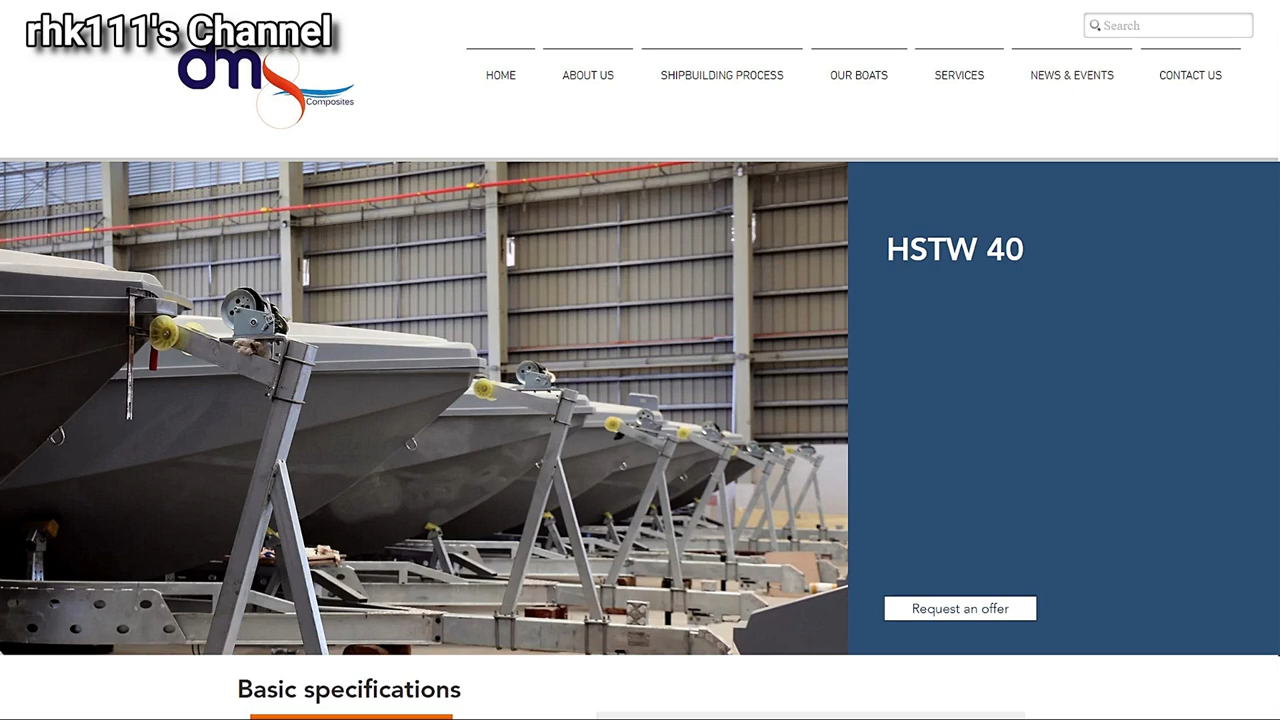 rhk111's Channel
Search
dm
Composites
HOME ABOUT US SHIPBUILDING PROCESS OUR BOATS SERVICES NEWS & EVENTS CONTACT US
HSTW 40
Request an offer
Basic specifications